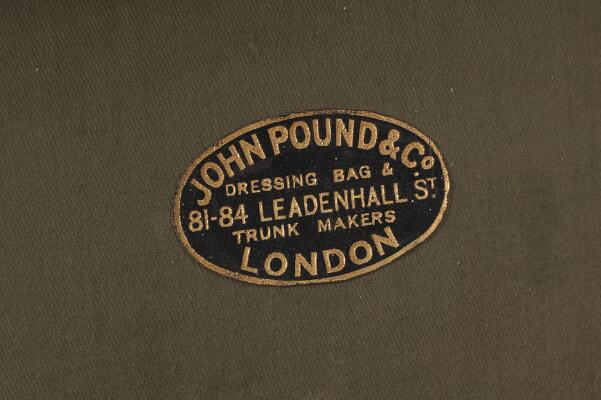 JOHN POUND & Co.
DRESSING BAG &
81-84 LEADENHALL ST.
TRUNK MAKERS
LONDON